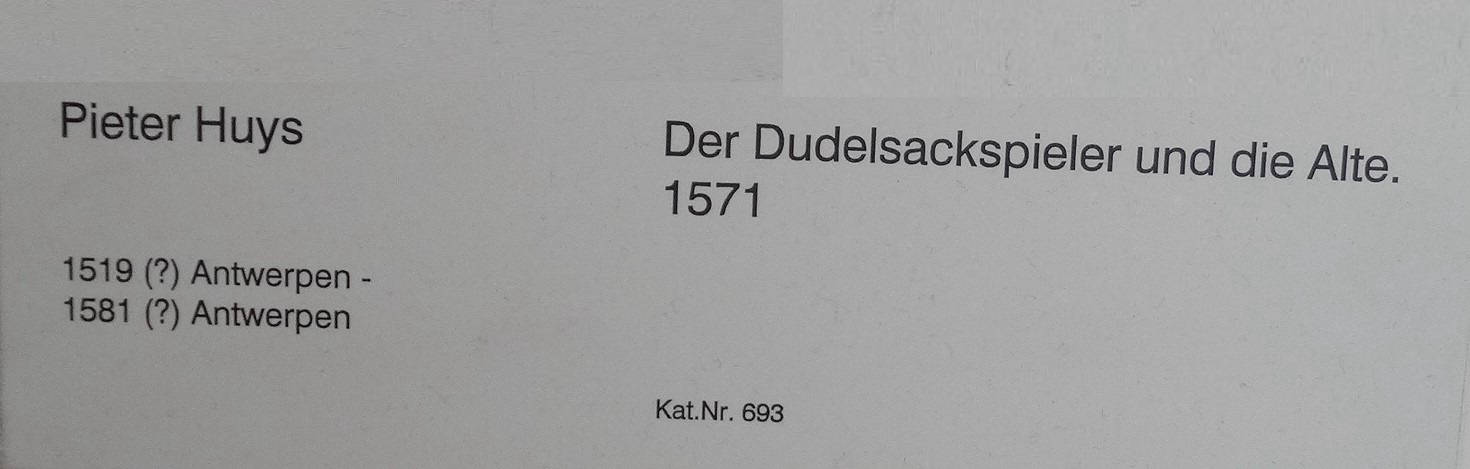 Pieter Huys
1519 (?) Antwerpen -
1581 (?) Antwerpen
Der Dudelsackspieler und die Alte.
1571
Kat.Nr. 693